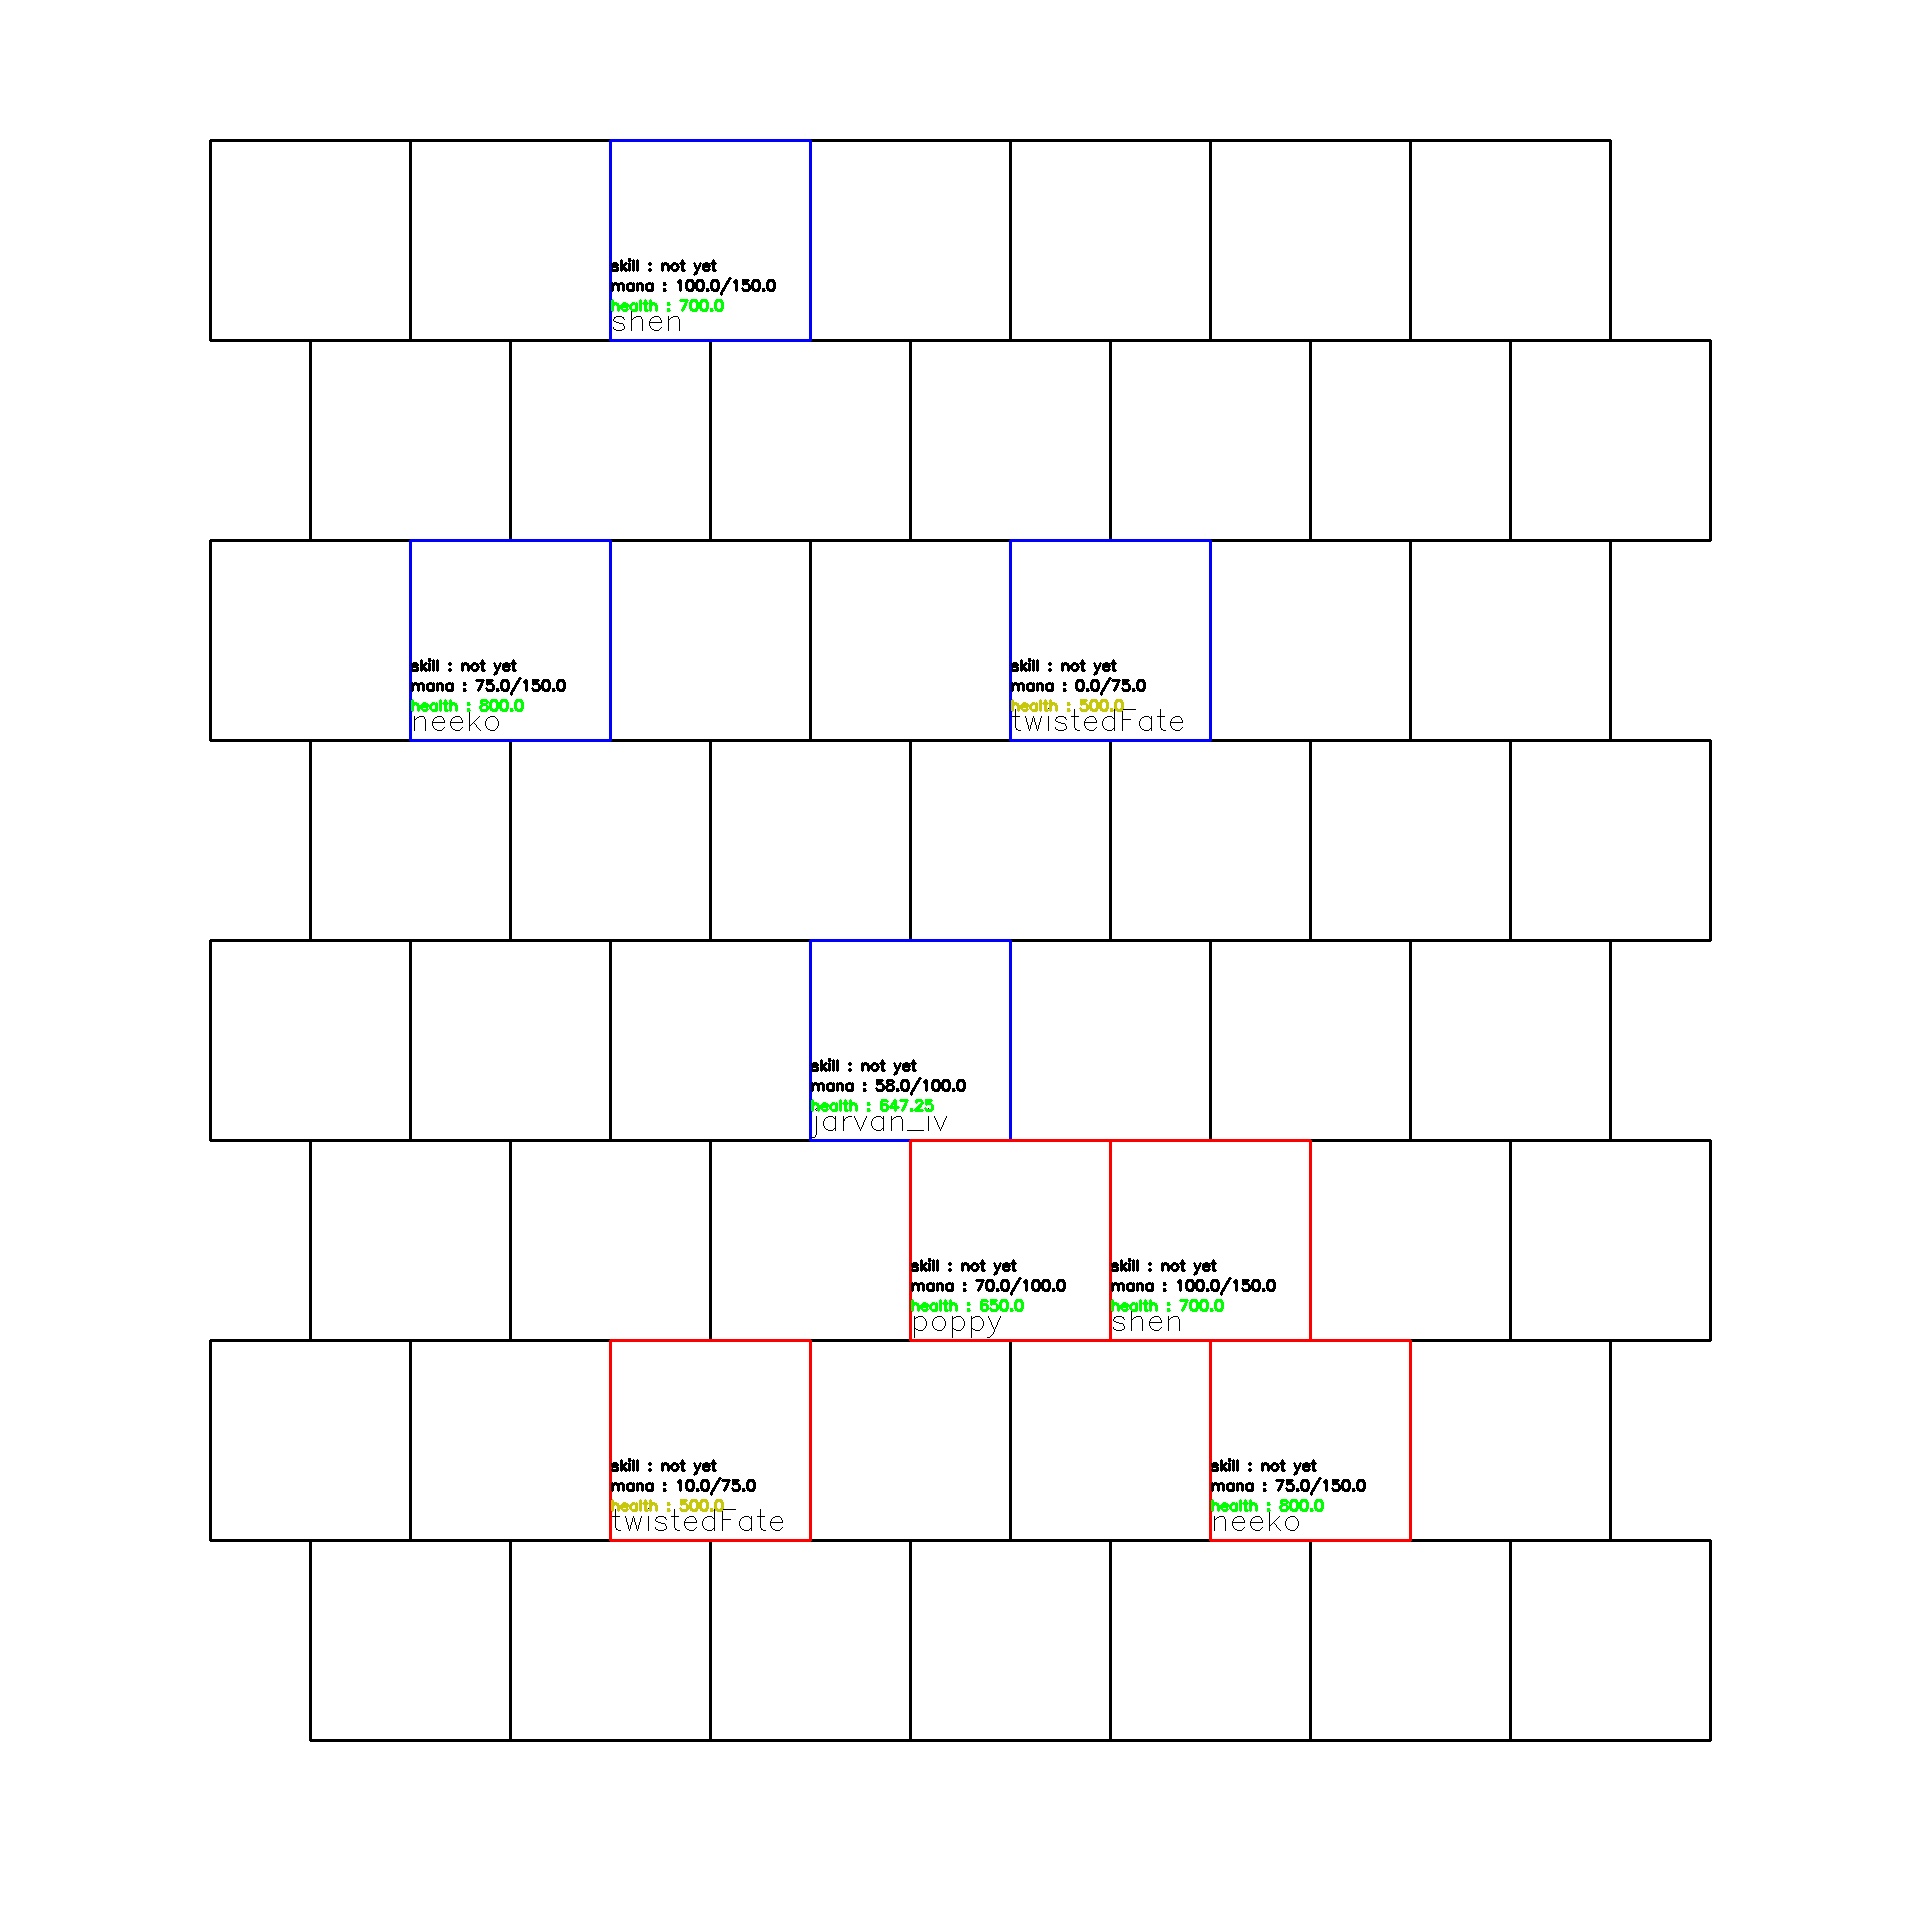 skill : not yet
mana : 100.0/150.0
health : 700.0
shen
skill : not yet
mana : 75.0/150.0
health : 800.0
neeko
skill : not yet
mana : 0.0/75.0
health : 500.0
twistedFate
skill : not yet
mana : 58.0/100.0
health : 647.25
jarvan_iv
skill : not yet
mana : 70.0/100.0
health : 650.0
poppy
skill : not yet
mana : 100.0/150.0
health : 700.0
shen
skill : not yet
mana : 10.0/75.0
health : 500.0
twistedFate
skill : not yet
mana : 75.0/150.0
health : 800.0
neeko